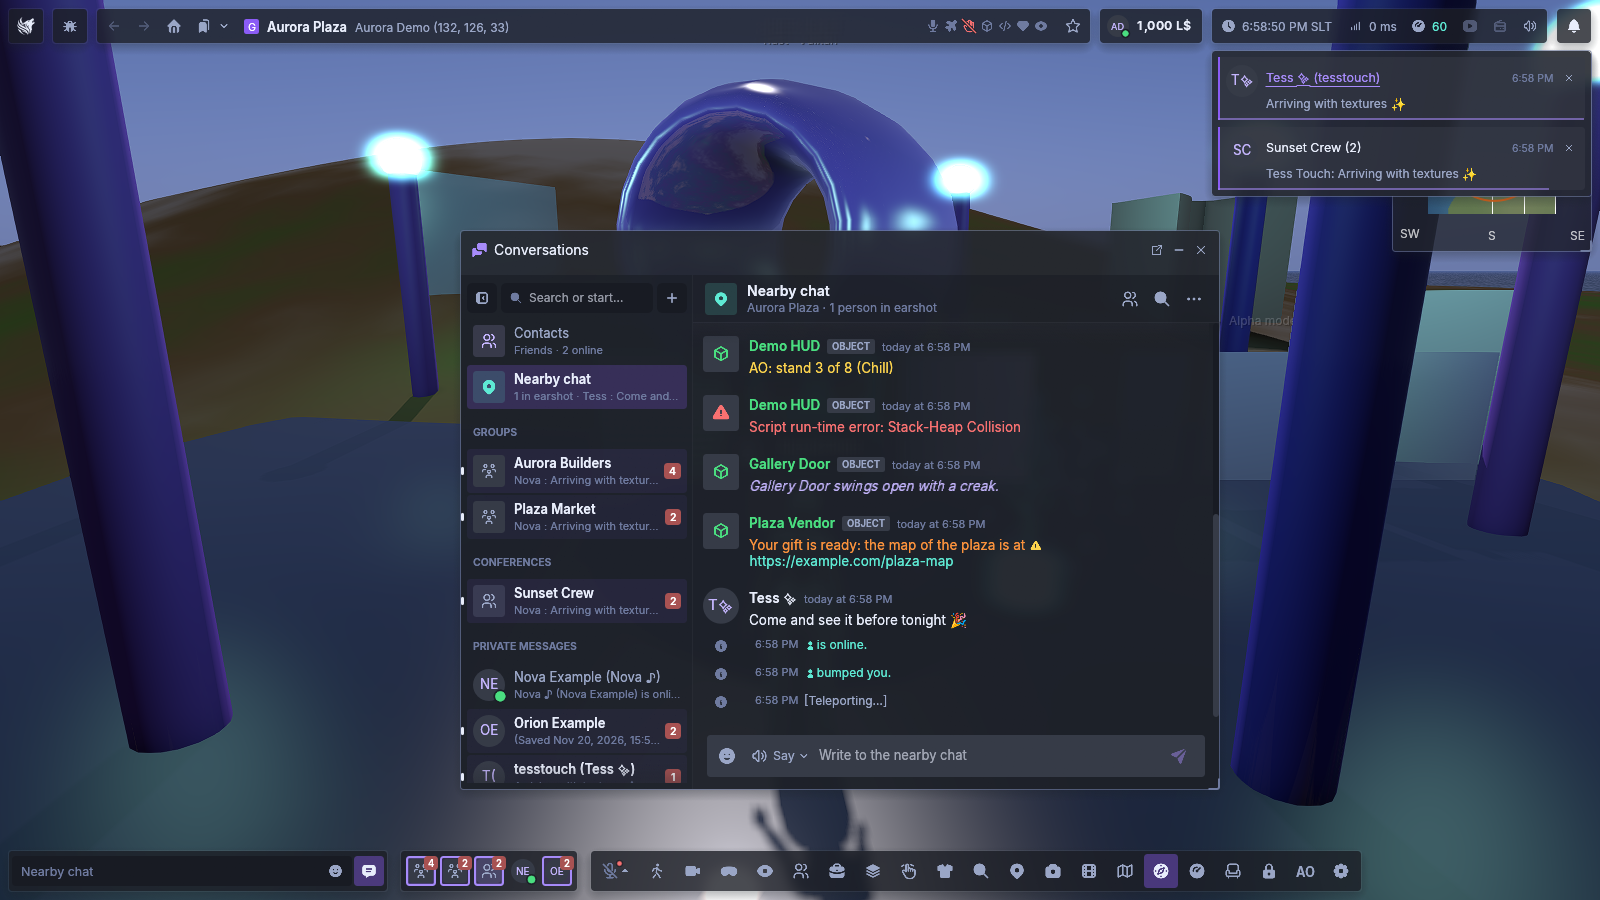 G Aurora Plaza Aurora Demo (132, 126, 33)
AD 1,000 L$
6:58:50 PM SLT 0 ms 60
Tess ✨ (tesstouch) 6:58 PM
Arriving with textures ✨
SC Sunset Crew (2) 6:58 PM
Tess Touch: Arriving with textures ✨
SW S SE
Conversations
Search or start...
Contacts
Friends · 2 online
Nearby chat
1 in earshot · Tess : Come and...
GROUPS
Aurora Builders 4
Nova : Arriving with textur...
Plaza Market 2
Nova : Arriving with textur...
CONFERENCES
Sunset Crew 2
Nova : Arriving with textur...
PRIVATE MESSAGES
NE Nova Example (Nova ♪)
Nova ♪ (Nova Example) is onli...
OE Orion Example 2
(Saved Nov 20, 2026, 15:5...
T( tesstouch (Tess ✨) 1
Nearby chat
Aurora Plaza · 1 person in earshot
Demo HUD OBJECT today at 6:58 PM
AO: stand 3 of 8 (Chill)
Demo HUD OBJECT today at 6:58 PM
Script run-time error: Stack-Heap Collision
Gallery Door OBJECT today at 6:58 PM
Gallery Door swings open with a creak.
Plaza Vendor OBJECT today at 6:58 PM
Your gift is ready: the map of the plaza is at ⚠
https://example.com/plaza-map
T✨ Tess ✨ today at 6:58 PM
Come and see it before tonight 🎉
6:58 PM is online.
6:58 PM bumped you.
6:58 PM [Teleporting...]
Say Write to the nearby chat
Alpha mode
Nearby chat
4 2 2 NE OE 2
AO